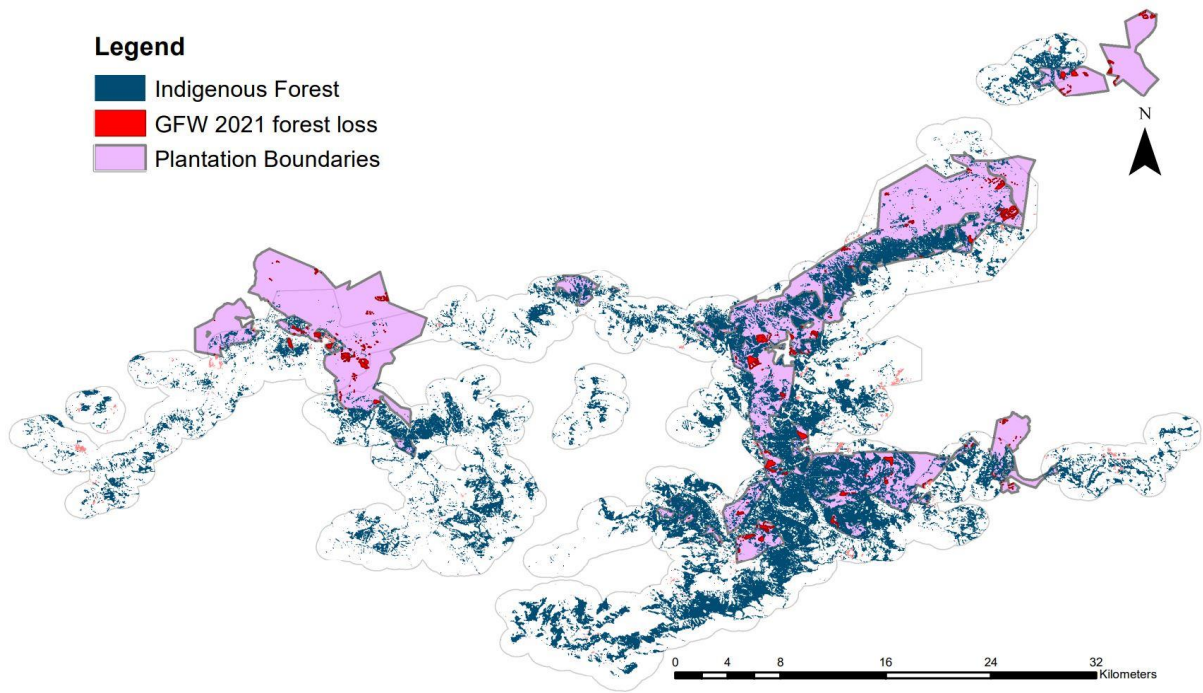 Legend
Indigenous Forest
GFW 2021 forest loss
Plantation Boundaries
N
0 4 8 16 24 32
Kilometers